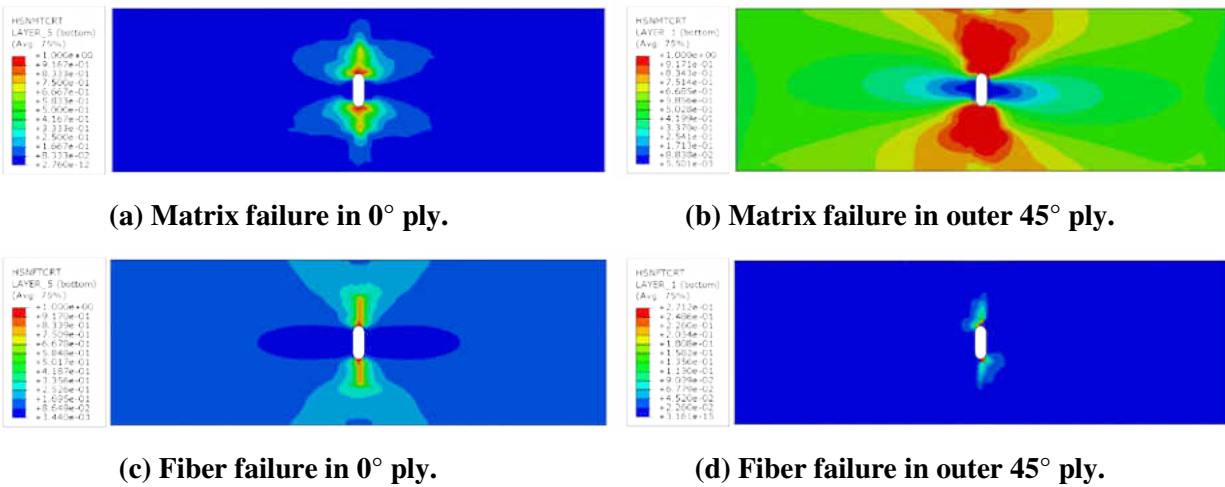 HSNMTCRT
LAYER_5 (bottom)
(Avg: 75%)
+1.000e+00
+9.167e-01
+8.333e-01
+7.500e-01
+6.667e-01
+5.833e-01
+5.000e-01
+4.167e-01
+3.333e-01
+2.500e-01
+1.667e-01
+8.333e-02
+2.760e-12
HSNMTCRT
LAYER_1 (bottom)
(Avg: 75%)
+1.000e+00
+9.171e-01
+8.343e-01
+7.514e-01
+6.685e-01
+5.856e-01
+5.028e-01
+4.199e-01
+3.370e-01
+2.541e-01
+1.713e-01
+8.838e-02
+5.501e-03
(a) Matrix failure in 0° ply.
(b) Matrix failure in outer 45° ply.
HSNFTCRT
LAYER_5 (bottom)
(Avg: 75%)
+1.000e+00
+9.170e-01
+8.339e-01
+7.509e-01
+6.678e-01
+5.848e-01
+5.017e-01
+4.187e-01
+3.356e-01
+2.526e-01
+1.695e-01
+8.649e-02
+3.440e-03
HSNFTCRT
LAYER_1 (bottom)
(Avg: 75%)
+2.712e-01
+2.486e-01
+2.260e-01
+2.034e-01
+1.808e-01
+1.582e-01
+1.356e-01
+1.130e-01
+9.039e-02
+6.779e-02
+4.520e-02
+2.260e-02
+3.161e-15
(c) Fiber failure in 0° ply.
(d) Fiber failure in outer 45° ply.